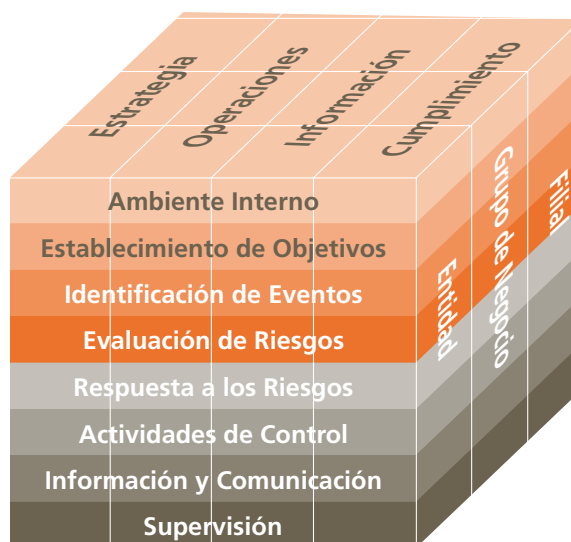 Estrategia
Operaciones
Información
Cumplimiento
Ambiente Interno
Establecimiento de Objetivos
Identificación de Eventos
Evaluación de Riesgos
Respuesta a los Riesgos
Actividades de Control
Información y Comunicación
Supervisión
Entidad
Grupo de Negocio
Filial